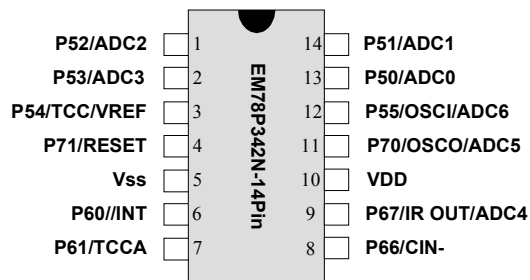 P52/ADC2 1 14 P51/ADC1
P53/ADC3 2 13 P50/ADC0
P54/TCC/VREF 3 12 P55/OSCI/ADC6
P71/RESET 4 11 P70/OSCO/ADC5
Vss 5 10 VDD
P60//INT 6 9 P67/IR OUT/ADC4
P61/TCCA 7 8 P66/CIN-
EM78P342N-14Pin